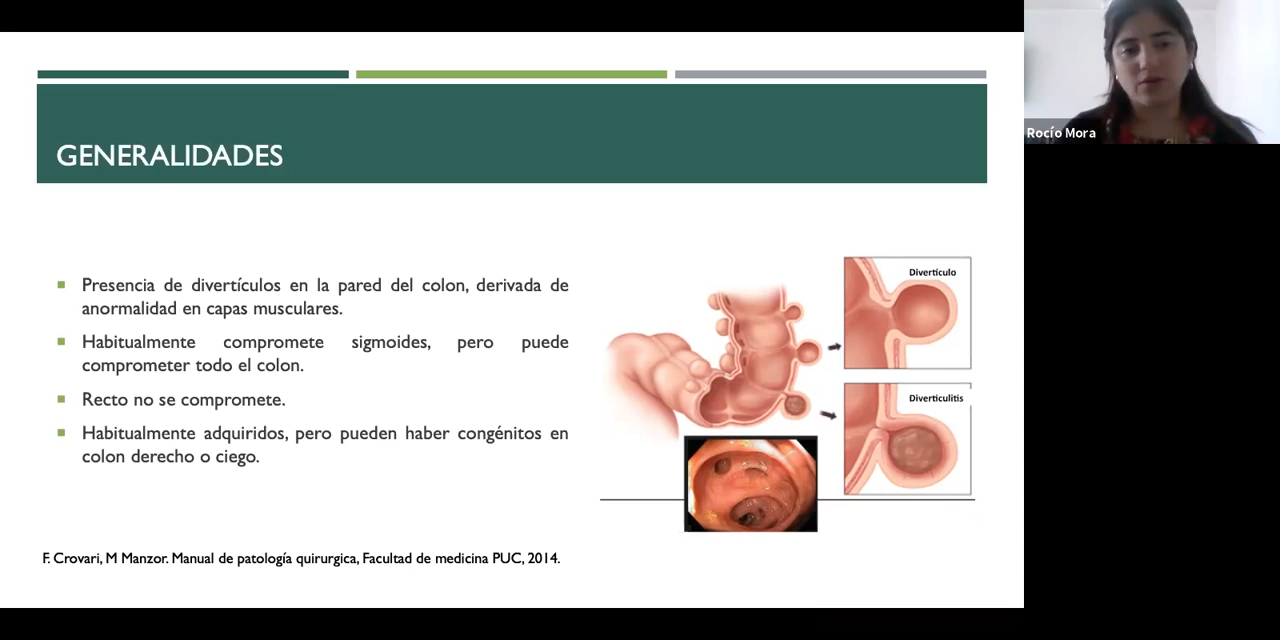 GENERALIDADES
Presencia de divertículos en la pared del colon, derivada de
anormalidad en capas musculares.
Habitualmente compromete sigmoides, pero puede
comprometer todo el colon.
Recto no se compromete.
Habitualmente adquiridos, pero pueden haber congénitos en
colon derecho o ciego.
Divertículo
Diverticulitis
F. Crovari, M Manzor. Manual de patología quirurgica, Facultad de medicina PUC, 2014.
Rocío Mora